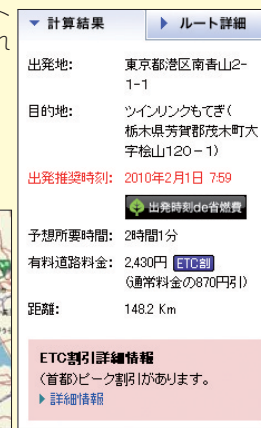 ▼ 計算結果
▶ ルート詳細
れ
出発地: 東京都港区南青山2-
1-1
目的地: ツインリンクもてぎ(
栃木県芳賀郡茂木町大
字桧山120-1)
出発推奨時刻: 2010年2月1日 7:59
出発時刻de省燃費
予想所要時間: 2時間1分
有料道路料金: 2,430円 ETC割
(通常料金の870円引)
距離: 148.2 Km
ETC割引詳細情報
(首都)ピーク割引があります。
▶ 詳細情報